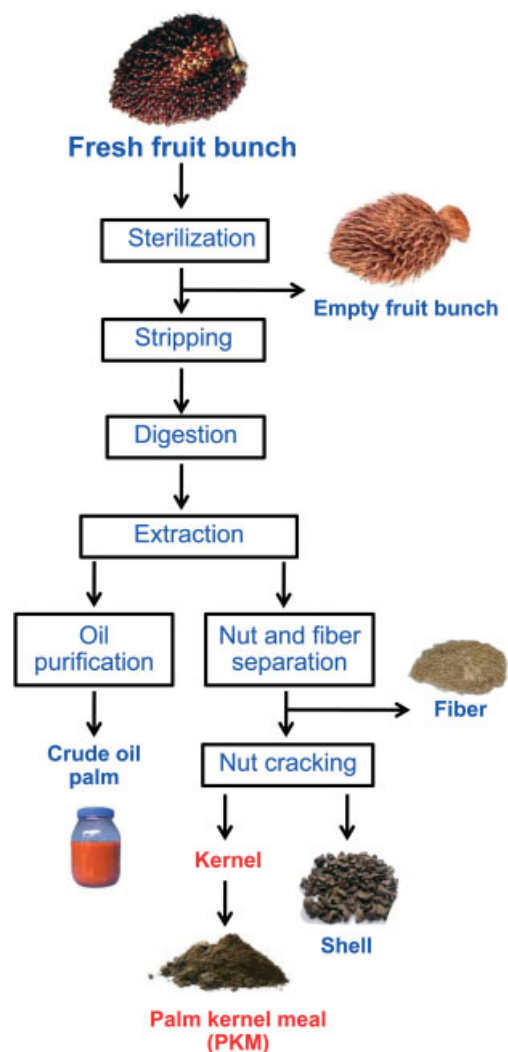 Fresh fruit bunch
Sterilization
Empty fruit bunch
Stripping
Digestion
Extraction
Oil
purification
Nut and fiber
separation
Fiber
Crude oil
palm
Nut cracking
Kernel
Shell
Palm kernel meal
(PKM)